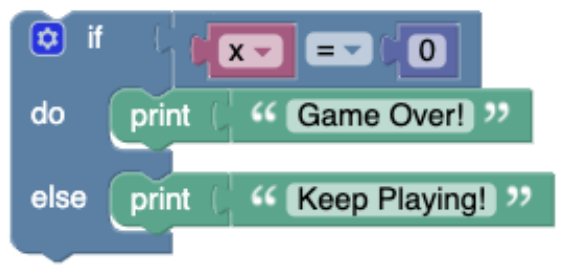 if x = 0
do print “ Game Over! ”
else print “ Keep Playing! ”